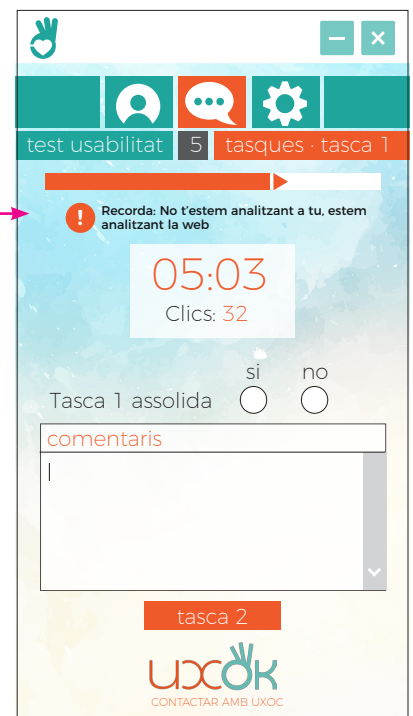 test usabilitat 5 tasques · tasca 1
! Recorda: No t'estem analitzant a tu, estem
analitzant la web
05:03
Clics: 32
si no
Tasca 1 assolida
comentaris
tasca 2
uxok
CONTACTAR AMB UXOC